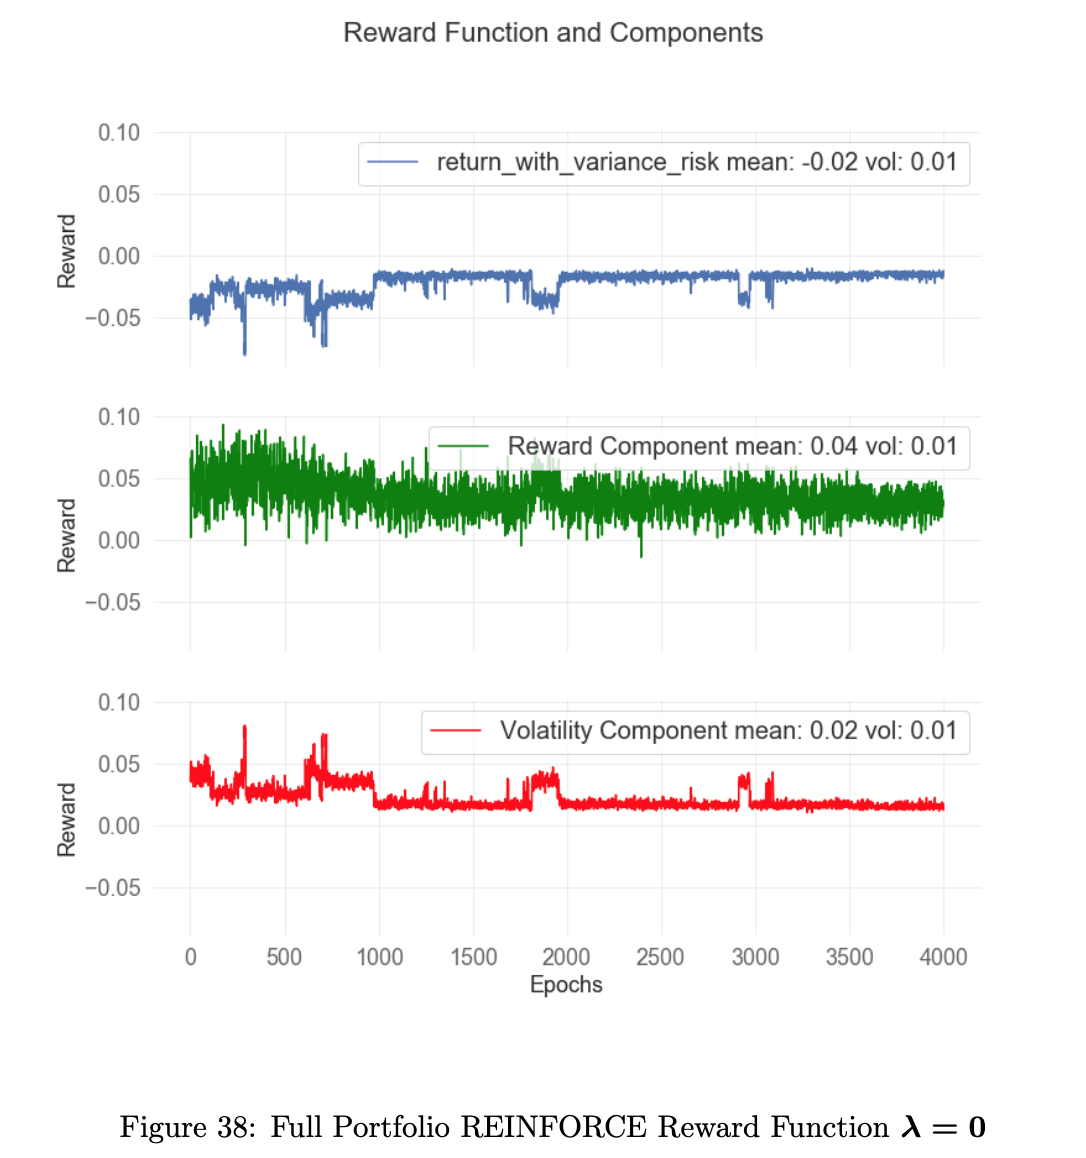 Reward Function and Components
0.10
return_with_variance_risk mean: -0.02 vol: 0.01
0.05
Reward
0.00
−0.05
0.10
Reward Component mean: 0.04 vol: 0.01
0.05
Reward
0.00
−0.05
0.10
Volatility Component mean: 0.02 vol: 0.01
0.05
Reward
0.00
−0.05
0 500 1000 1500 2000 2500 3000 3500 4000
Epochs
Figure 38: Full Portfolio REINFORCE Reward Function λ = 0